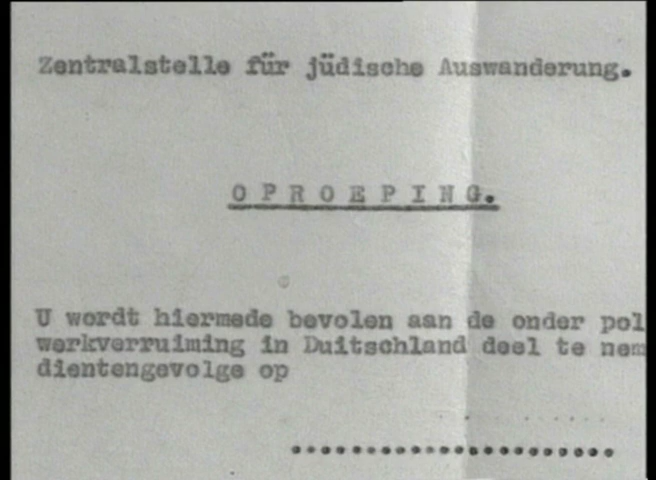 Zentralstelle für jüdische Auswanderung.
OPROEPING.
U wordt hiermede bevolen aan de onder pol
werkverruiming in Duitschland deel te nem
dientengevolge op
.......................